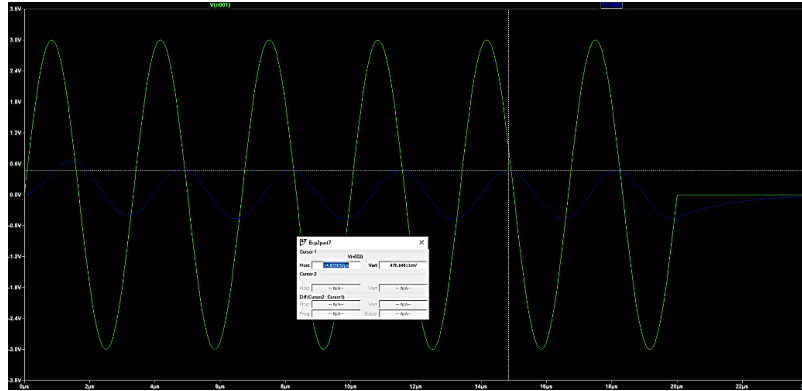 V(n001)
3.6V
3.0V
2.4V
1.8V
1.2V
0.6V
0.0V
-0.6V
-1.2V
-1.8V
-2.4V
-3.0V
-3.6V
0µs 2µs 4µs 6µs 8µs 10µs 12µs 14µs 16µs 18µs 20µs 22µs
Cursor 1
V(n002)
Horz: Vert:
Cursor 2
Horz: -- N/A-- Vert: -- N/A--
Diff (Cursor2 - Cursor1)
Horz: -- N/A-- Vert: -- N/A--
Freq: -- N/A-- Slope: -- N/A--